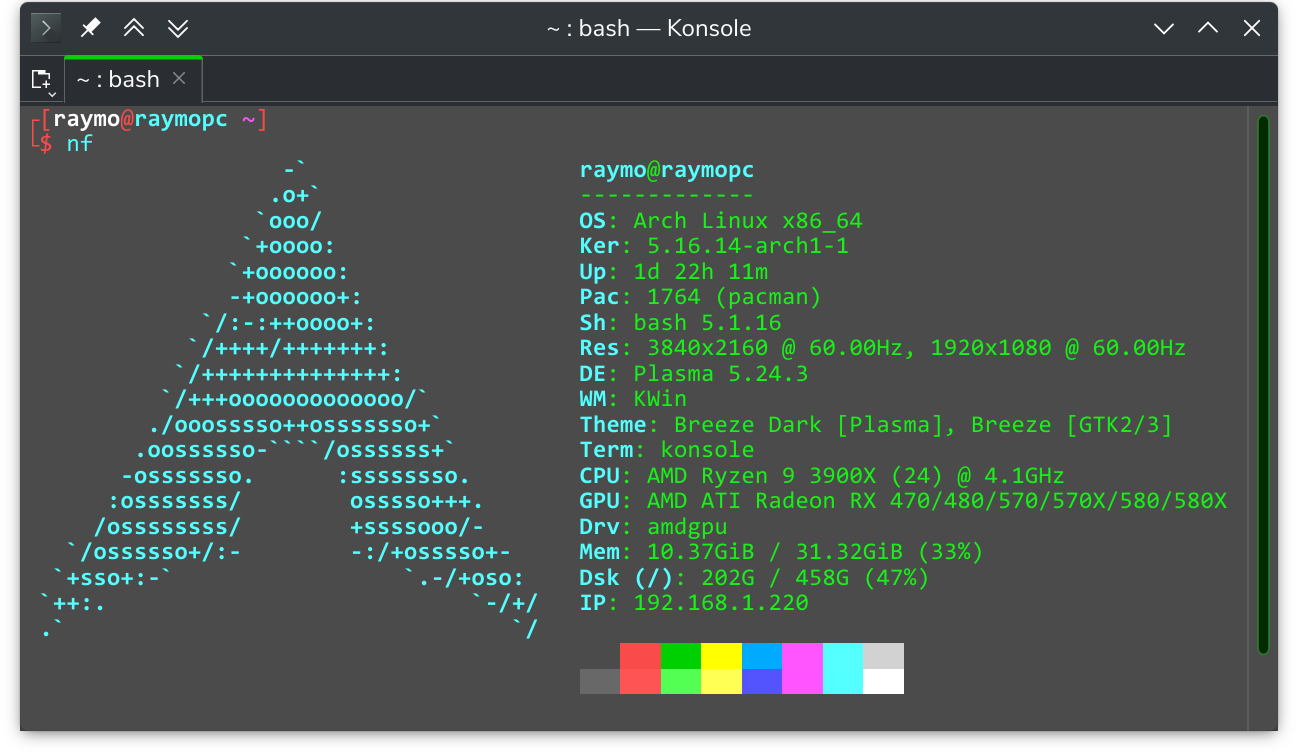 ~ : bash — Konsole
~ : bash
[raymo@raymopc ~]
$ nf
-`
.o+`
`ooo/
`+oooo:
`+oooooo:
-+oooooo+:
`/:-:++oooo+:
`/++++/+++++++:
`/++++++++++++++:
`/+++ooooooooooooo/`
./ooosssso++osssssso+`
.oossssso-````/ossssss+`
-osssssso. :ssssssso.
:osssssss/ osssso+++.
/ossssssss/ +ssssooo/-
`/ossssso+/:- -:/+osssso+-
`+sso+:-` `.-/+oso:
`++:. `-/+/
.` `/
raymo@raymopc
-------------
OS: Arch Linux x86_64
Ker: 5.16.14-arch1-1
Up: 1d 22h 11m
Pac: 1764 (pacman)
Sh: bash 5.1.16
Res: 3840x2160 @ 60.00Hz, 1920x1080 @ 60.00Hz
DE: Plasma 5.24.3
WM: KWin
Theme: Breeze Dark [Plasma], Breeze [GTK2/3]
Term: konsole
CPU: AMD Ryzen 9 3900X (24) @ 4.1GHz
GPU: AMD ATI Radeon RX 470/480/570/570X/580/580X
Drv: amdgpu
Mem: 10.37GiB / 31.32GiB (33%)
Dsk (/): 202G / 458G (47%)
IP: 192.168.1.220